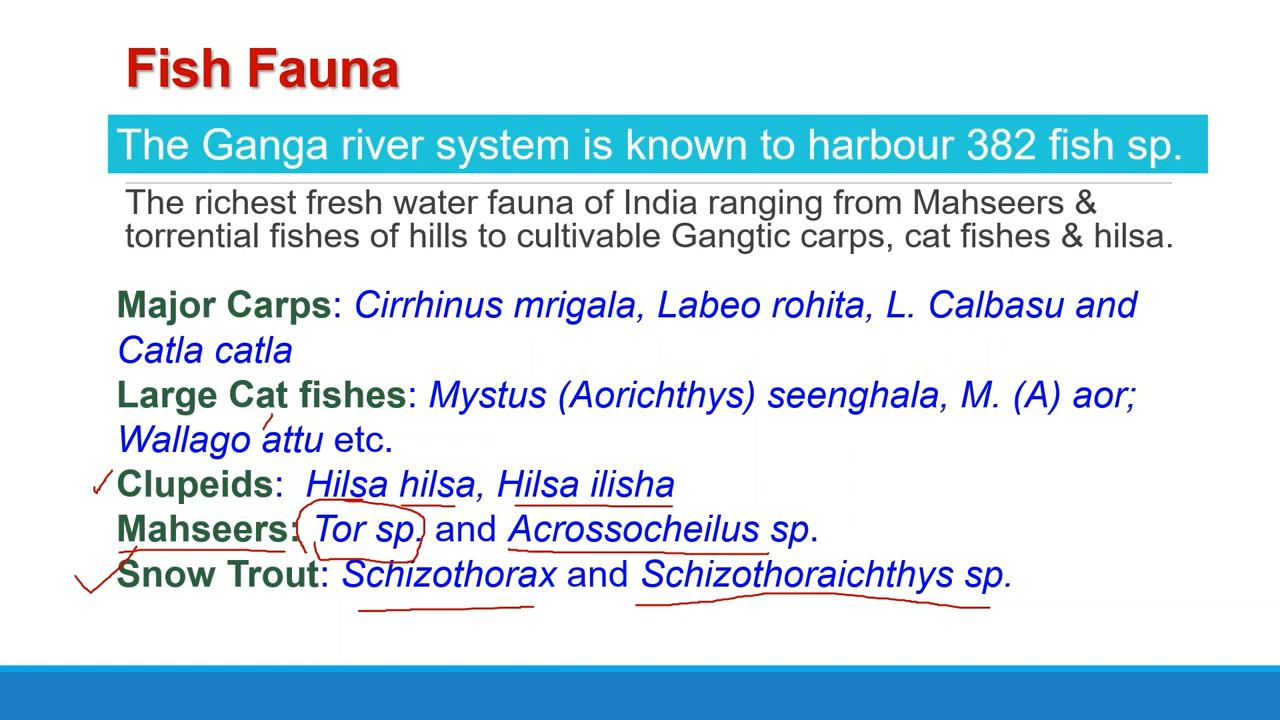 Fish Fauna
The Ganga river system is known to harbour 382 fish sp.
The richest fresh water fauna of India ranging from Mahseers &
torrential fishes of hills to cultivable Gangtic carps, cat fishes & hilsa.
Major Carps: Cirrhinus mrigala, Labeo rohita, L. Calbasu and
Catla catla
Large Cat fishes: Mystus (Aorichthys) seenghala, M. (A) aor;
Wallago attu etc.
Clupeids: Hilsa hilsa, Hilsa ilisha
Mahseers: Tor sp. and Acrossocheilus sp.
Snow Trout: Schizothorax and Schizothoraichthys sp.